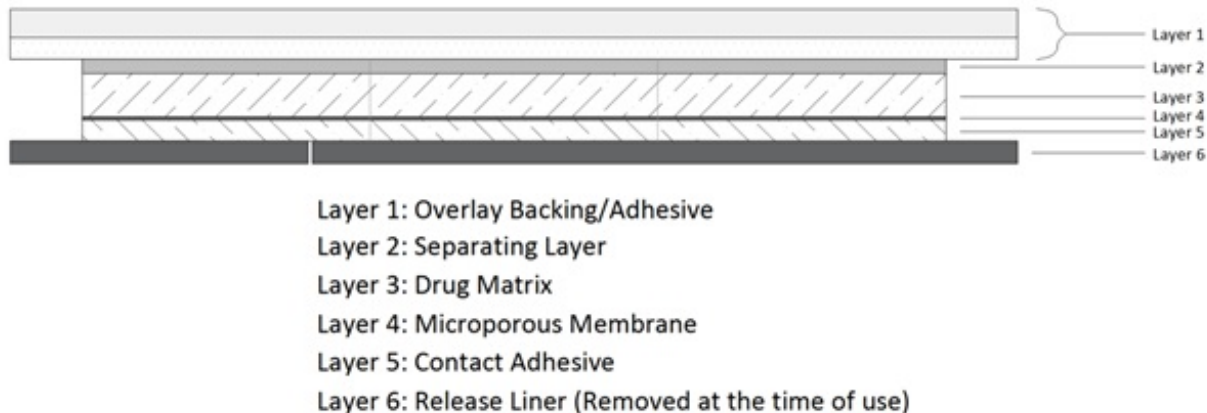 Layer 1
Layer 2
Layer 3
Layer 4
Layer 5
Layer 6
Layer 1: Overlay Backing/Adhesive
Layer 2: Separating Layer
Layer 3: Drug Matrix
Layer 4: Microporous Membrane
Layer 5: Contact Adhesive
Layer 6: Release Liner (Removed at the time of use)